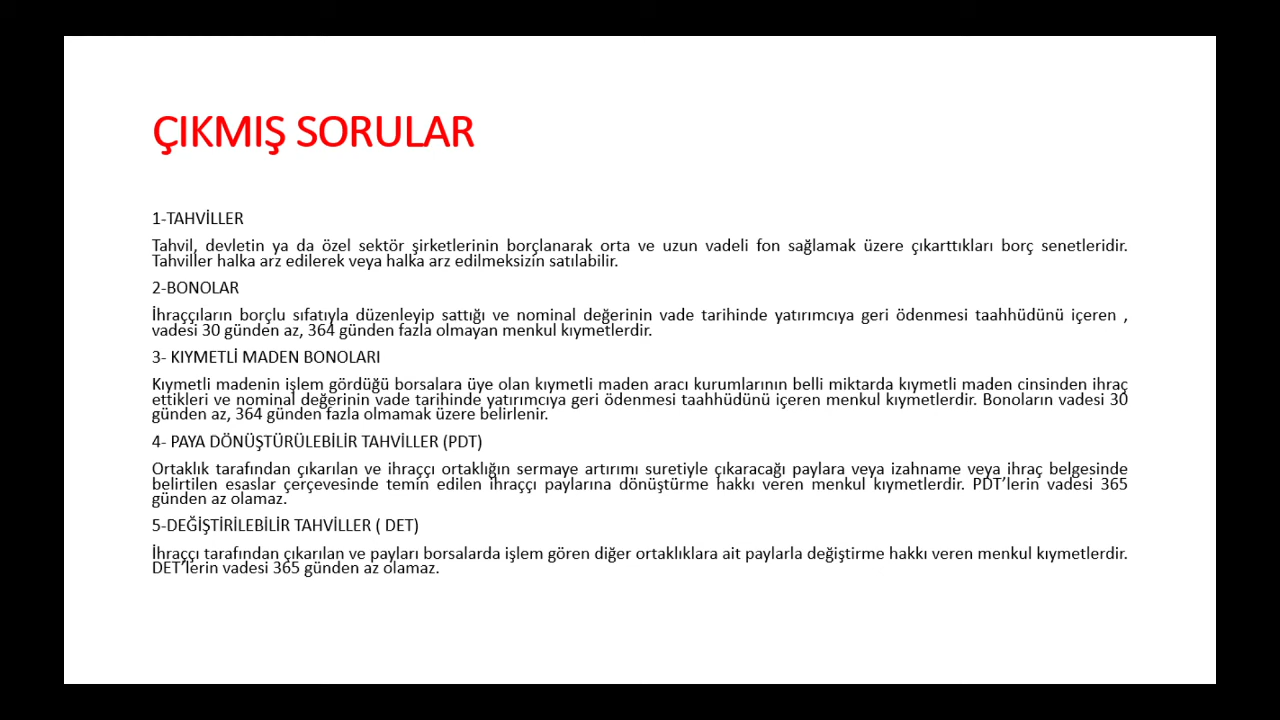 ÇIKMIŞ SORULAR
1-TAHVİLLER
Tahvil, devletin ya da özel sektör şirketlerinin borçlanarak orta ve uzun vadeli fon sağlamak üzere çıkarttıkları borç senetleridir.
Tahviller halka arz edilerek veya halka arz edilmeksizin satılabilir.
2-BONOLAR
İhraççıların borçlu sıfatıyla düzenleyip sattığı ve nominal değerinin vade tarihinde yatırımcıya geri ödenmesi taahhüdünü içeren ,
vadesi 30 günden az, 364 günden fazla olmayan menkul kıymetlerdir.
3- KIYMETLİ MADEN BONOLARI
Kıymetli madenin işlem gördüğü borsalara üye olan kıymetli maden aracı kurumlarının belli miktarda kıymetli maden cinsinden ihraç
ettikleri ve nominal değerinin vade tarihinde yatırımcıya geri ödenmesi taahhüdünü içeren menkul kıymetlerdir. Bonoların vadesi 30
günden az, 364 günden fazla olmamak üzere belirlenir.
4- PAYA DÖNÜŞTÜRÜLEBİLİR TAHVİLLER (PDT)
Ortaklık tarafından çıkarılan ve ihraççı ortaklığın sermaye artırımı suretiyle çıkaracağı paylara veya izahname veya ihraç belgesinde
belirtilen esaslar çerçevesinde temin edilen ihraççı paylarına dönüştürme hakkı veren menkul kıymetlerdir. PDT’lerin vadesi 365
günden az olamaz.
5-DEĞİŞTİRİLEBİLİR TAHVİLLER ( DET)
İhraççı tarafından çıkarılan ve payları borsalarda işlem gören diğer ortaklıklara ait paylarla değiştirme hakkı veren menkul kıymetlerdir.
DET’lerin vadesi 365 günden az olamaz.